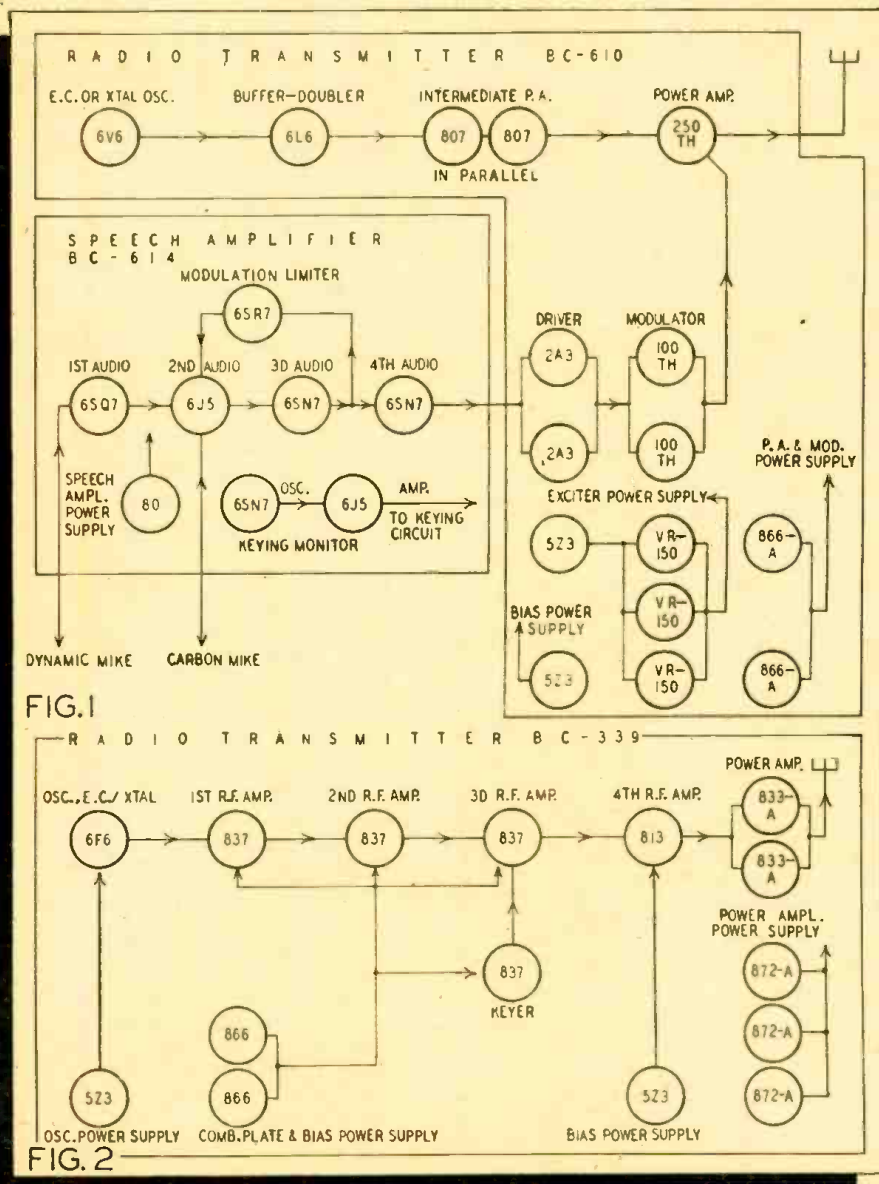 RADIO TRANSMITTER BC-610
E.C. OR XTAL OSC.
BUFFER-DOUBLER
INTERMEDIATE P.A.
POWER AMP.
6V6
6L6
807
807
250
TH
IN PARALLEL
SPEECH AMPLIFIER
BC-614
MODULATION LIMITER
6SR7
1ST AUDIO
2ND AUDIO
3D AUDIO
4TH AUDIO
6SQ7
6J5
6SN7
6SN7
DRIVER
MODULATOR
2A3
100
TH
2A3
100
TH
SPEECH
AMPL.
POWER
SUPPLY
80
6SN7
OSC.
6J5
AMP.
TO KEYING
CIRCUIT
KEYING MONITOR
P.A. & MOD.
POWER SUPPLY
EXCITER POWER SUPPLY
5Z3
VR-
150
866-
A
BIAS POWER
SUPPLY
VR-
150
5Z3
VR-
150
866-
A
DYNAMIC MIKE
CARBON MIKE
FIG.1
RADIO TRANSMITTER BC-339
OSC., E.C./ XTAL
1ST R.F. AMP.
2ND R.F. AMP.
3D R.F. AMP.
4TH R.F. AMP.
POWER AMP.
6F6
837
837
837
813
833-
A
833-
A
POWER AMPL.
POWER SUPPLY
837
KEYER
872-A
872-A
872-A
866
866
5Z3
5Z3
OSC. POWER SUPPLY
COMB. PLATE & BIAS POWER SUPPLY
BIAS POWER SUPPLY
FIG. 2